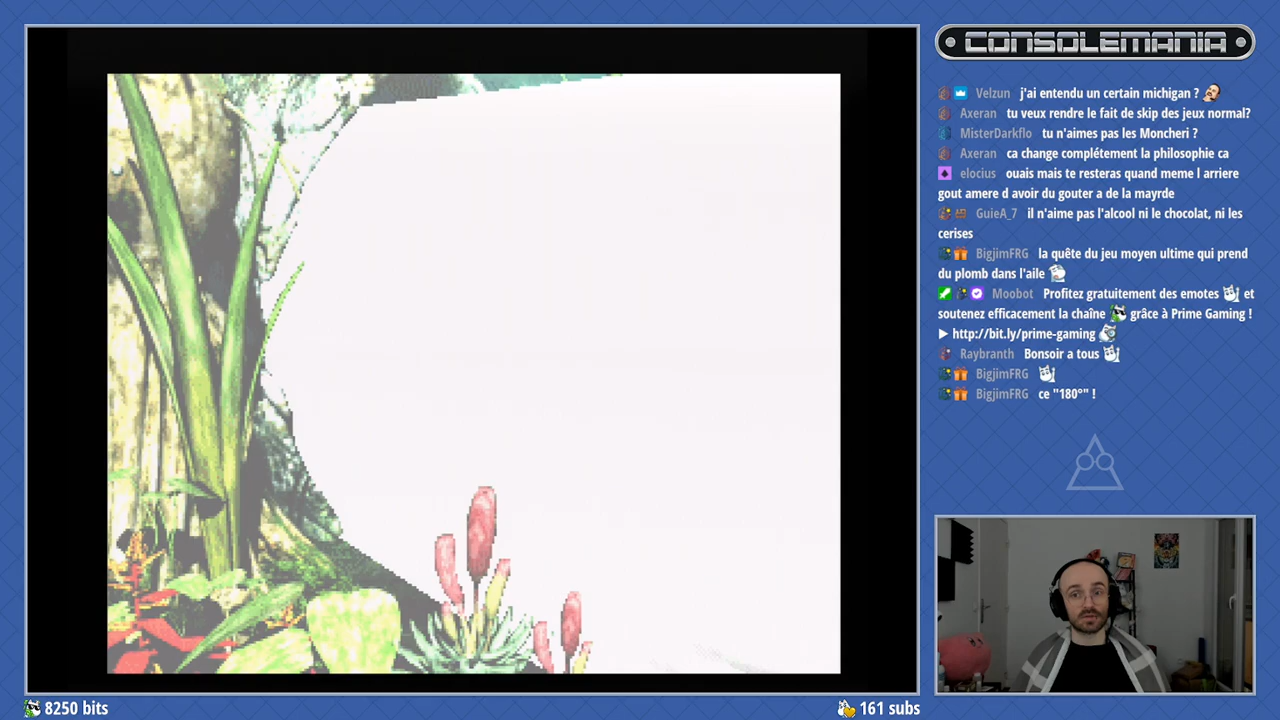 CONSOLEMANIA
Velzun j'ai entendu un certain michigan ?
Axeran tu veux rendre le fait de skip des jeux normal?
MisterDarkflo tu n'aimes pas les Moncheri ?
Axeran ca change complétement la philosophie ca
elocius ouais mais te resteras quand meme l arriere
gout amere d avoir du gouter a de la mayrde
GuieA_7 il n'aime pas l'alcool ni le chocolat, ni les
cerises
BigjimFRG la quête du jeu moyen ultime qui prend
du plomb dans l'aile
Moobot Profitez gratuitement des emotes et
soutenez efficacement la chaîne grâce à Prime Gaming !
► http://bit.ly/prime-gaming
Raybranth Bonsoir a tous
BigjimFRG
BigjimFRG ce "180°" !
8250 bits
161 subs